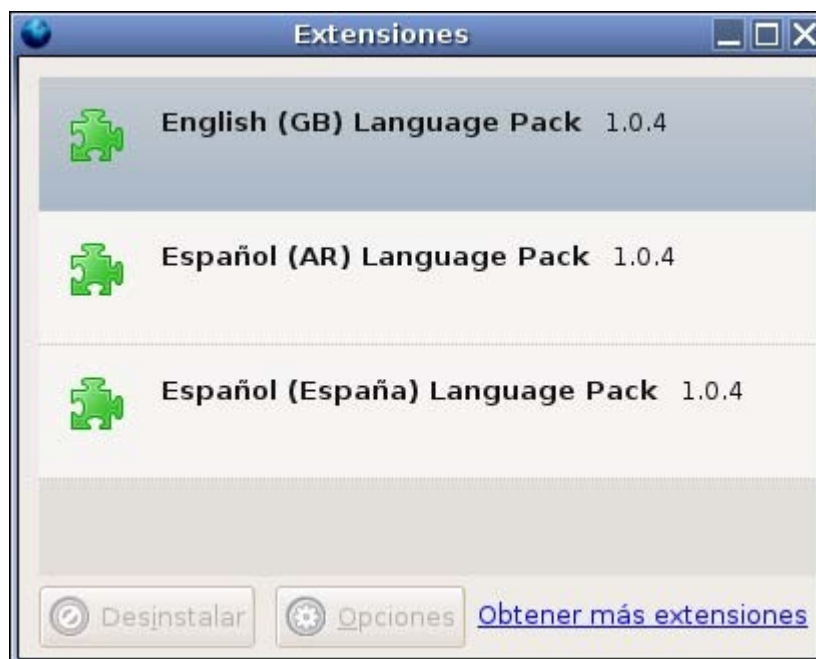 Extensiones
English (GB) Language Pack 1.0.4
Español (AR) Language Pack 1.0.4
Español (España) Language Pack 1.0.4
Desinstalar Opciones Obtener más extensiones